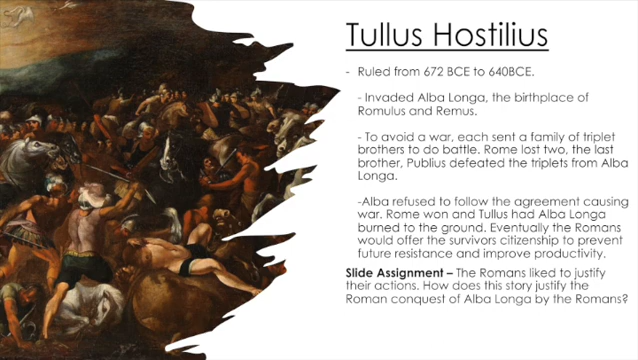 Tullus Hostilius
- Ruled from 672 BCE to 640BCE.
- Invaded Alba Longa, the birthplace of
Romulus and Remus.
- To avoid a war, each sent a family of triplet
brothers to do battle. Rome lost two, the last
brother, Publius defeated the triplets from Alba
Longa.
-Alba refused to follow the agreement causing
war. Rome won and Tullus had Alba Longa
burned to the ground. Eventually the Romans
would offer the survivors citizenship to prevent
future resistance and improve productivity.
Slide Assignment – The Romans liked to justify
their actions. How does this story justify the
Roman conquest of Alba Longa by the Romans?